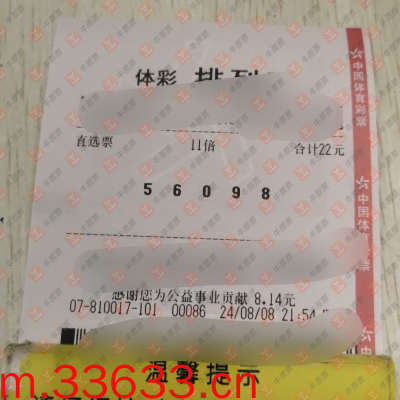 体彩 排列
直选票 11倍 合计22元
5 6 0 9 8
感谢您为公益事业贡献 8.14元
07-810017-101 00086 24/08/08 21:54
温馨提示
m.33633.cn
中国体育彩票
中国体育彩票